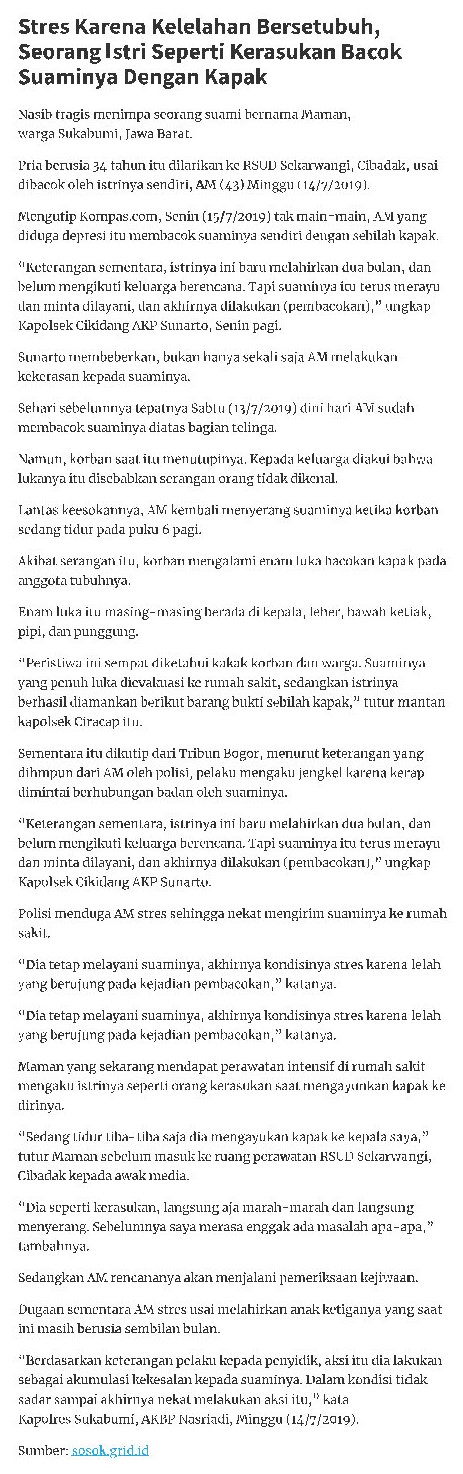 Stres Karena Kelelahan Bersetubuh,
Seorang Istri Seperti Kerasukan Bacok
Suaminya Dengan Kapak
Nasib tragis menimpa seorang suami bernama Maman,
warga Sukabumi, Jawa Barat.
Pria berusia 34 tahun itu dilarikan ke RSUD Sekarwangi, Cibadak, usai
dibacok oleh istrinya sendiri, AM (43) Minggu (14/7/2019).
Mengutip Kompas.com, Senin (15/7/2019) tak main-main, AM yang
diduga depresi itu membacok suaminya sendiri dengan sebilah kapak.
"Keterangan sementara, istrinya ini baru melahirkan dua bulan, dan
belum mengikuti keluarga berencana. Tapi suaminya itu terus merayu
dan minta dilayani, dan akhirnya dilakukan (pembacokan)," ungkap
Kapolsek Cikidang AKP Sunarto, Senin pagi.
Sunarto membeberkan, bukan hanya sekali saja AM melakukan
kekerasan kepada suaminya.
Sehari sebelumnya tepatnya Sabtu (13/7/2019) dini hari AM sudah
membacok suaminya diatas bagian telinga.
Namun, korban saat itu menutupinya. Kepada keluarga diakui bahwa
lukanya itu disebabkan serangan orang tidak dikenal.
Lantas keesokannya, AM kembali menyerang suaminya ketika korban
sedang tidur pada puku 6 pagi.
Akibat serangan itu, korban mengalami enam luka bacokan kapak pada
anggota tubuhnya.
Enam luka itu masing-masing berada di kepala, leher, bawah ketiak,
pipi, dan punggung.
"Peristiwa ini sempat diketahui kakak korban dan warga. Suaminya
yang penuh luka dievakuasi ke rumah sakit, sedangkan istrinya
berhasil diamankan berikut barang bukti sebilah kapak," tutur mantan
kapolsek Ciracap itu.
Sementara itu dikutip dari Tribun Bogor, menurut keterangan yang
dihimpun dari AM oleh polisi, pelaku mengaku jengkel karena kerap
dimintai berhubungan badan oleh suaminya.
"Keterangan sementara, istrinya ini baru melahirkan dua bulan, dan
belum mengikuti keluarga berencana. Tapi suaminya itu terus merayu
dan minta dilayani, dan akhirnya dilakukan (pembacokan)," ungkap
Kapolsek Cikidang AKP Sunarto.
Polisi menduga AM stres sehingga nekat mengirim suaminya ke rumah
sakit.
"Dia tetap melayani suaminya, akhirnya kondisinya stres karena lelah
yang berujung pada kejadian pembacokan," katanya.
"Dia tetap melayani suaminya, akhirnya kondisinya stres karena lelah
yang berujung pada kejadian pembacokan," katanya.
Maman yang sekarang mendapat perawatan intensif di rumah sakit
mengaku istrinya seperti orang kerasukan saat mengayunkan kapak ke
dirinya.
"Sedang tidur tiba-tiba saja dia mengayukan kapak ke kepala saya,"
tutur Maman sebelum masuk ke ruang perawatan RSUD Sekarwangi,
Cibadak kepada awak media.
"Dia seperti kerasukan, langsung aja marah-marah dan langsung
menyerang. Sebelumnya saya merasa enggak ada masalah apa-apa,"
tambahnya.
Sedangkan AM rencananya akan menjalani pemeriksaan kejiwaan.
Dugaan sementara AM stres usai melahirkan anak ketiganya yang saat
ini masih berusia sembilan bulan.
"Berdasarkan keterangan pelaku kepada penyidik, aksi itu dia lakukan
sebagai akumulasi kekesalan kepada suaminya. Dalam kondisi tidak
sadar sampai akhirnya nekat melakukan aksi itu," kata
Kapolres Sukabumi, AKBP Nasriadi, Minggu (14/7/2019).
Sumber: sosok.grid.id